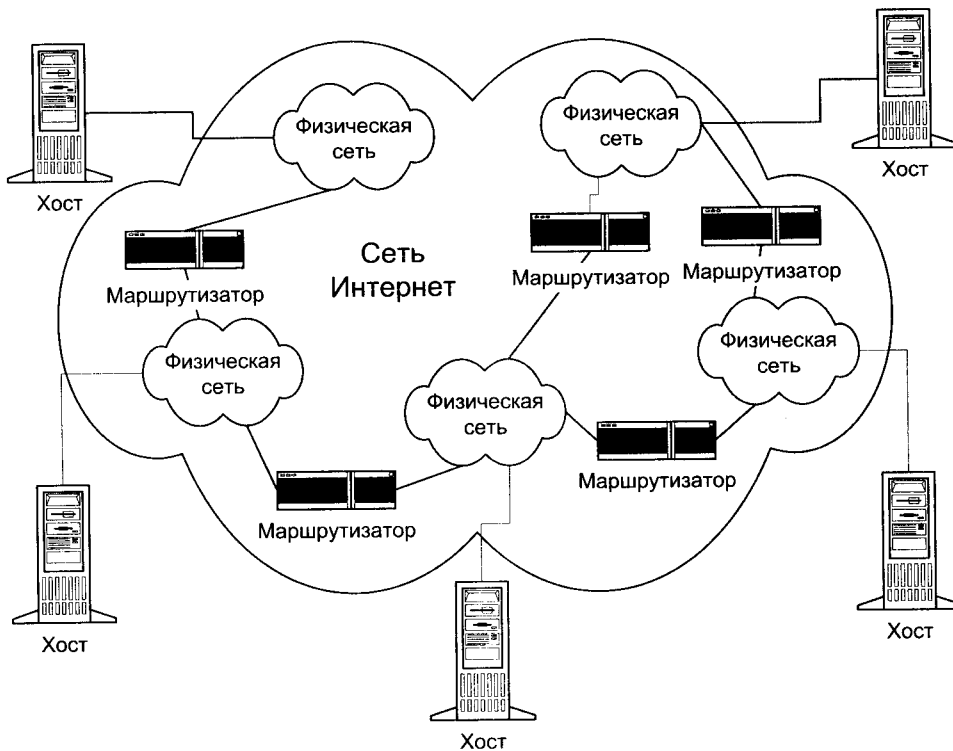 Хост
Физическая
сеть
Физическая
сеть
Хост
Маршрутизатор
Сеть
Интернет
Маршрутизатор
Маршрутизатор
Физическая
сеть
Физическая
сеть
Физическая
сеть
Маршрутизатор
Маршрутизатор
Хост
Хост
Хост